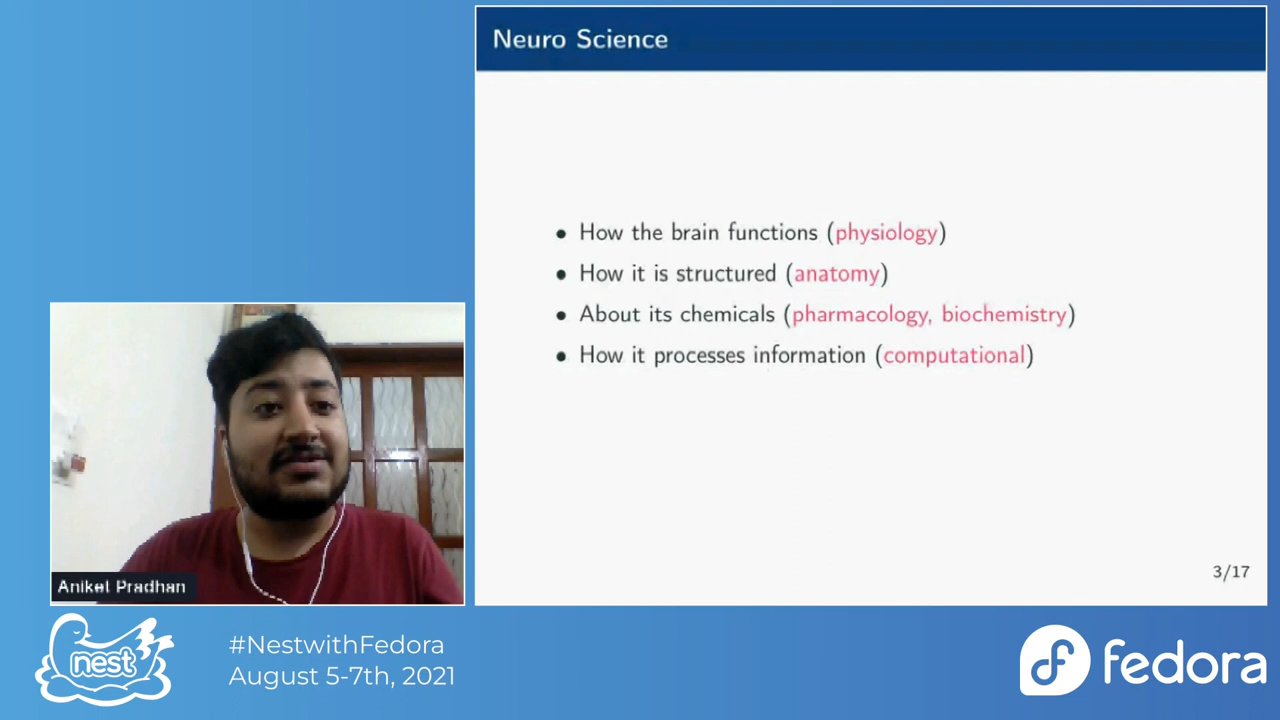 Neuro Science
• How the brain functions (physiology)
• How it is structured (anatomy)
• About its chemicals (pharmacology, biochemistry)
• How it processes information (computational)
3/17
Aniket Pradhan
nest
#NestwithFedora
August 5-7th, 2021
fedora